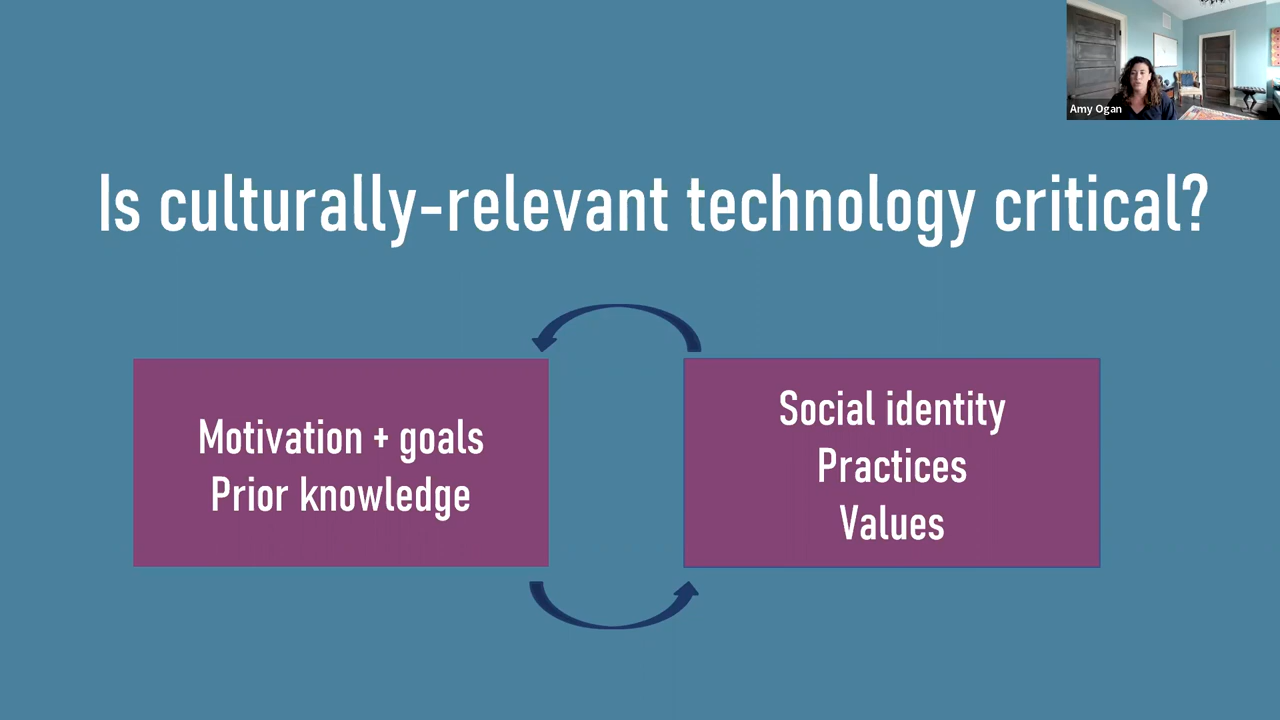 Amy Ogan
Is culturally-relevant technology critical?
Motivation + goals
Prior knowledge
Social identity
Practices
Values